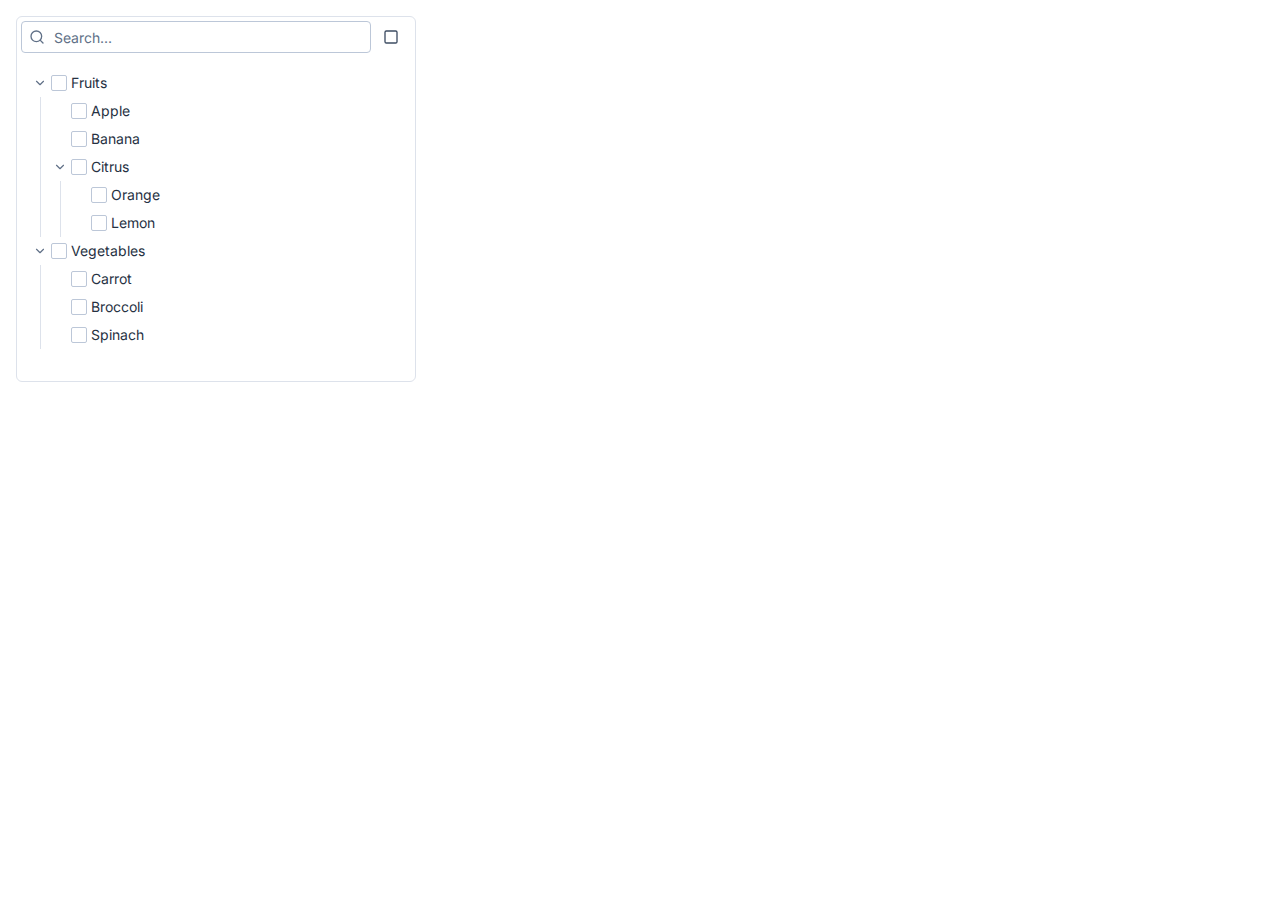 Search...
Fruits
Apple
Banana
Citrus
Orange
Lemon
Vegetables
Carrot
Broccoli
Spinach